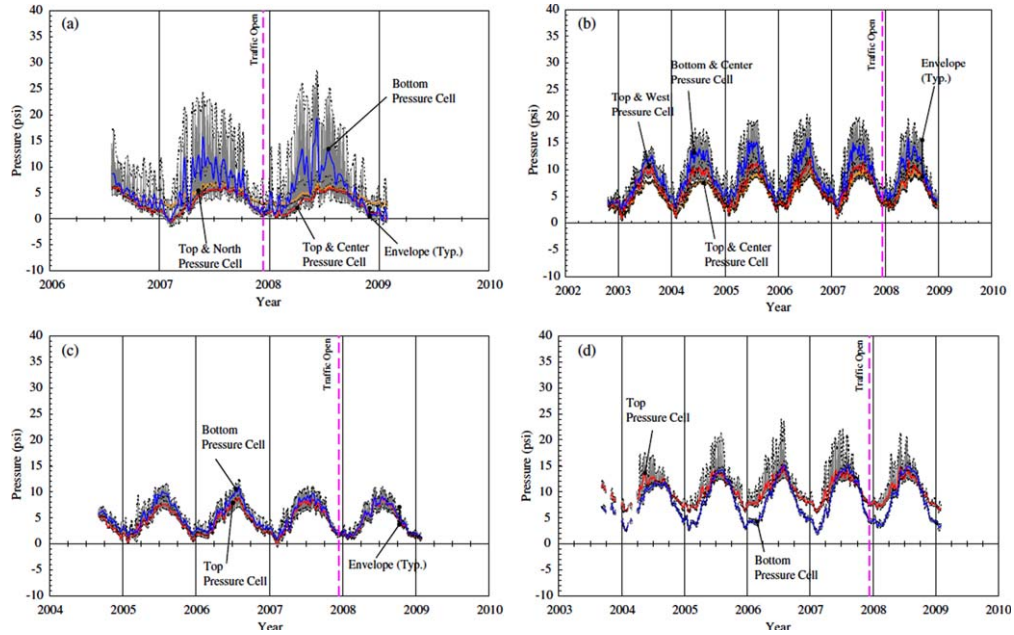 (a)
Traffic Open
Bottom
Pressure Cell
Top & North
Pressure Cell
Top & Center
Pressure Cell
Envelope (Typ.)
Pressure (psi)
40
35
30
25
20
15
10
5
0
-5
-10
2006 2007 2008 2009 2010
Year
(b)
Traffic Open
Bottom & Center
Pressure Cell
Envelope
(Typ.)
Top & West
Pressure Cell
Top & Center
Pressure Cell
Pressure (psi)
40
35
30
25
20
15
10
5
0
-5
-10
2002 2003 2004 2005 2006 2007 2008 2009 2010
Year
(c)
Traffic Open
Bottom
Pressure Cell
Top
Pressure Cell
Envelope (Typ.)
Pressure (psi)
40
35
30
25
20
15
10
5
0
-5
-10
2004 2005 2006 2007 2008 2009 2010
Year
(d)
Traffic Open
Top
Pressure Cell
Bottom
Pressure Cell
Pressure (psi)
40
35
30
25
20
15
10
5
0
-5
-10
2003 2004 2005 2006 2007 2008 2009 2010
Year